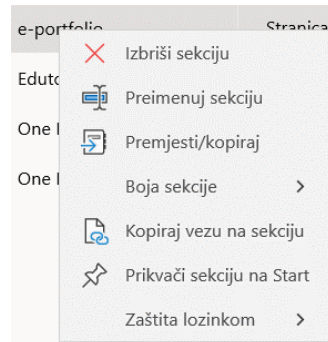 e-portfolio Stranica
Izbriši sekciju
Preimenuj sekciju
Premjesti/kopiraj
Boja sekcije
Kopiraj vezu na sekciju
Prikvači sekciju na Start
Zaštita lozinkom
One
One